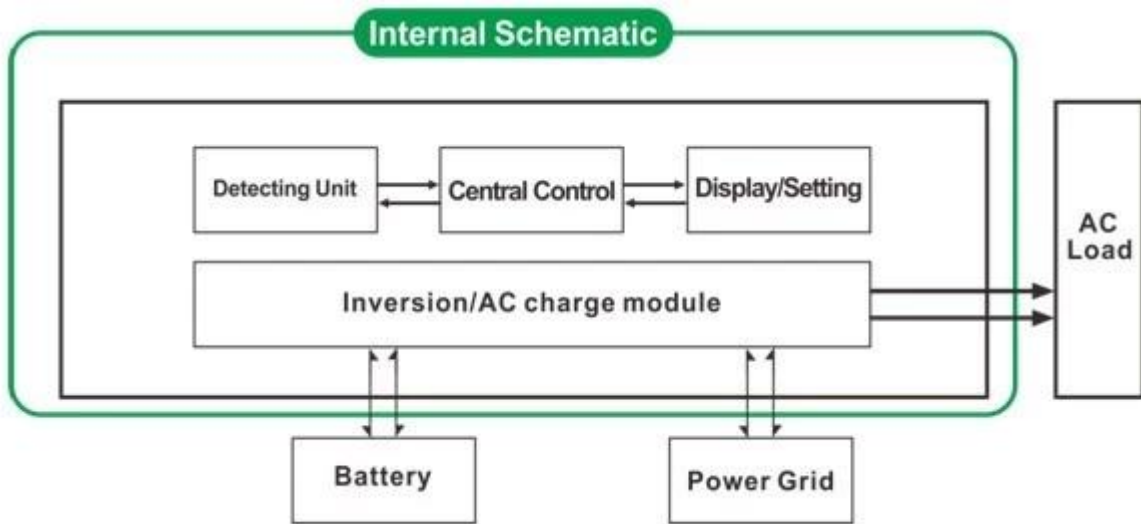 Internal Schematic
Detecting Unit
Central Control
Display/Setting
AC
Load
Inversion/AC charge module
Battery
Power Grid